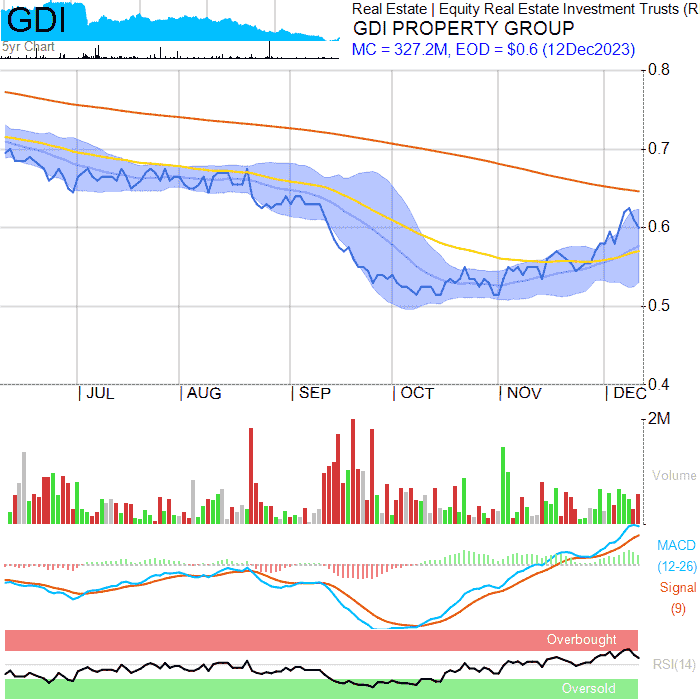 GDI
5yr Chart
Real Estate | Equity Real Estate Investment Trusts (R
GDI PROPERTY GROUP
MC = 327.2M, EOD = $0.6 (12Dec2023)
0.8
0.7
0.6
0.5
0.4
| JUL | AUG | SEP | OCT | NOV | DEC
2M
Volume
MACD
(12-26)
Signal
(9)
Overbought
RSI(14)
Oversold